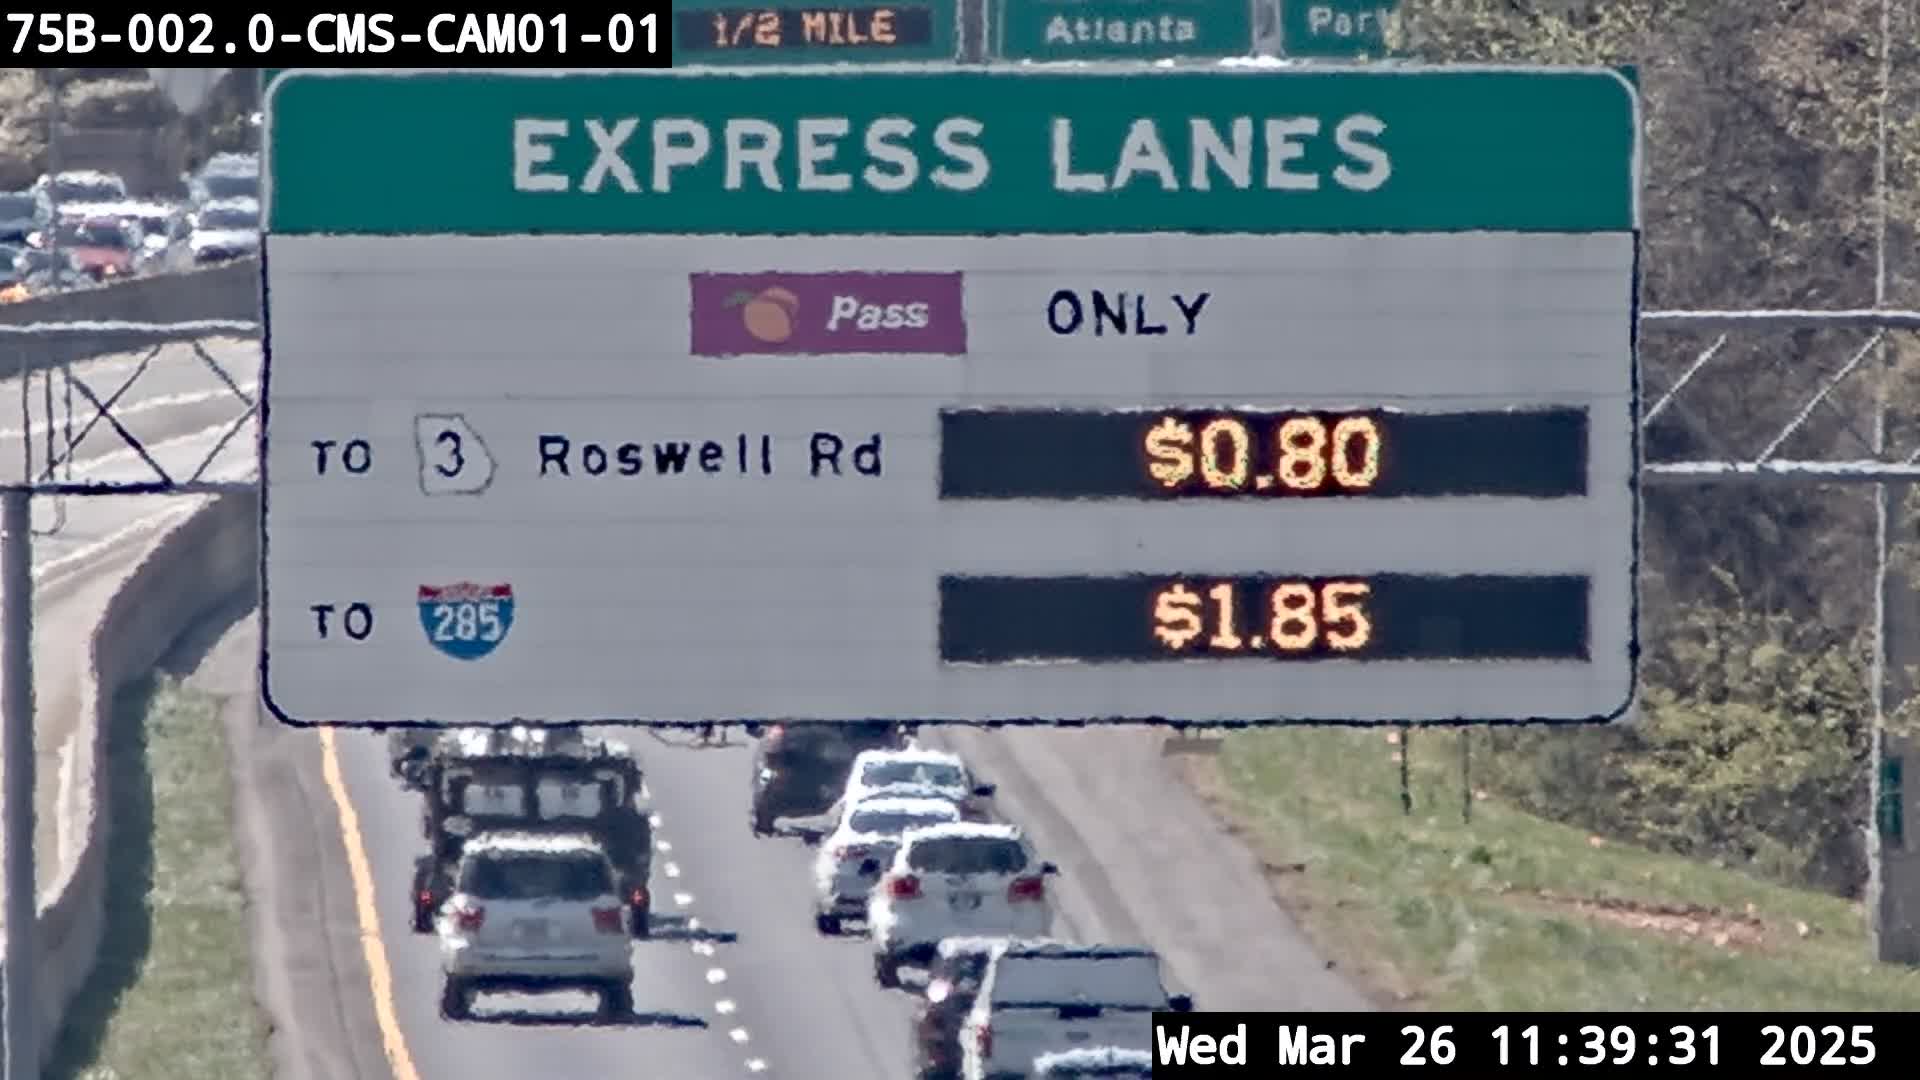 75B-002.0-CMS-CAM01-01
1/2 MILE
Atlanta
EXPRESS LANES
Pass ONLY
TO 3 Roswell Rd $0.80
TO 285 $1.85
Wed Mar 26 11:39:31 2025